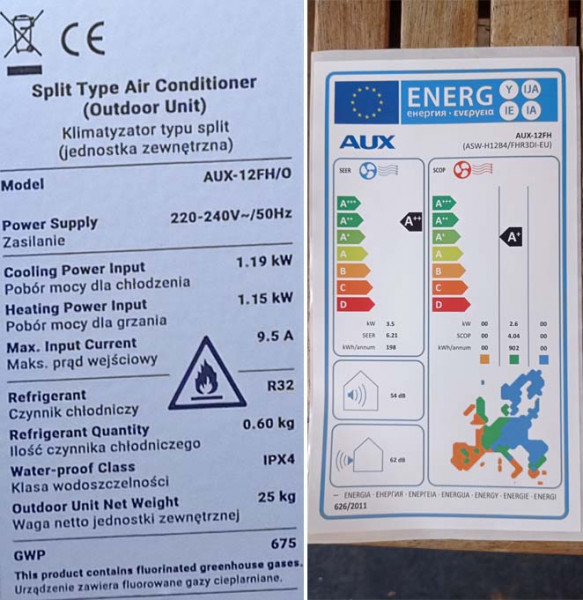 CE
Split Type Air Conditioner
(Outdoor Unit)
Klimatyzator typu split
(jednostka zewnętrzna)
Model AUX-12FH/O
Power Supply 220-240V~/50Hz
Zasilanie
Cooling Power Input 1.19 kW
Pobór mocy dla chłodzenia
Heating Power Input 1.15 kW
Pobór mocy dla grzania
Max. Input Current 9.5 A
Maks. prąd wejściowy
Refrigerant R32
Czynnik chłodniczy
Refrigerant Quantity 0.60 kg
Ilość czynnika chłodniczego
Water-proof Class IPX4
Klasa wodoszczelności
Outdoor Unit Net Weight 25 kg
Waga netto jednostki zewnętrznej
GWP 675
This product contains fluorinated greenhouse gases.
Urządzenie zawiera fluorowane gazy cieplarniane.
ENERG Y IJA
енергия · ενεργεια IE IA
AUX
AUX-12FH
(ASW-H12B4/FHR3DI-EU)
SEER SCOP
A+++ A+++
A++ A++ A++
A+ A+ A+
A A
B B
C C
D D
kW 3.5 kW 00 2.6 00
SEER 6.21 SCOP 00 4.04 00
kWh/annum 198 kWh/annum 00 902 00
54 dB
62 dB
— ENERGIA · ЕНЕРГИЯ · ΕΝΕΡΓΕΙΑ · ENERGIJA · ENERGY · ENERGIE · ENERGI
626/2011